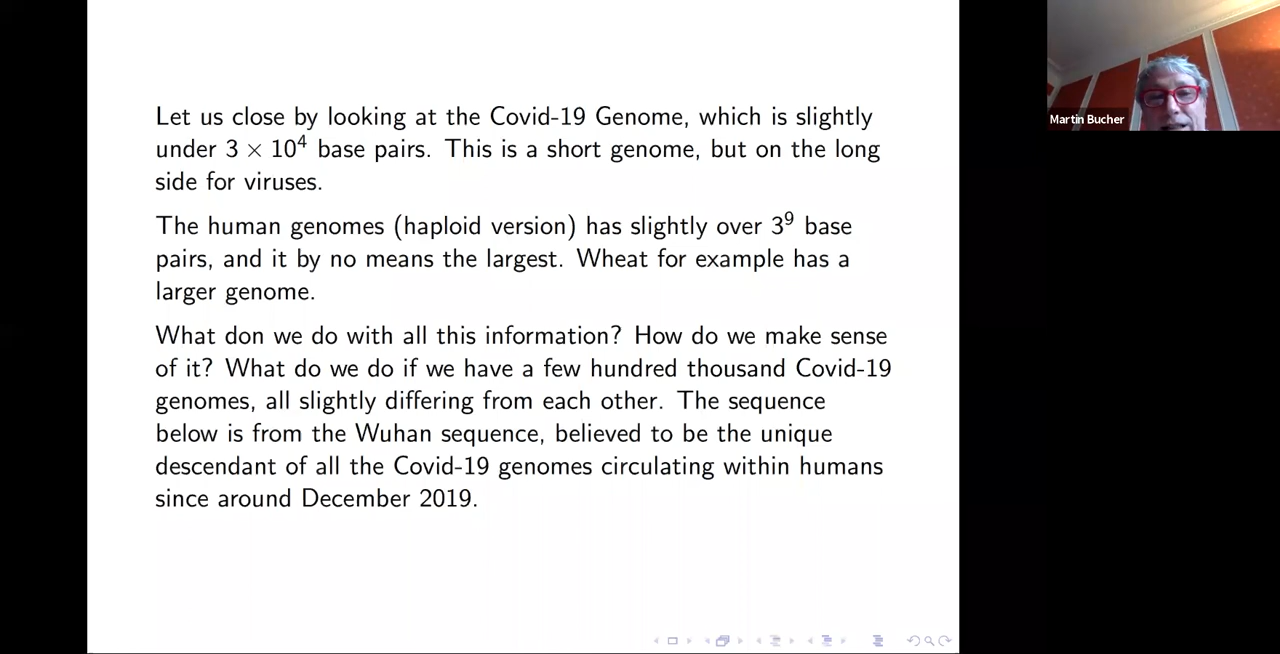 Let us close by looking at the Covid-19 Genome, which is slightly
under 3 × 10⁴ base pairs. This is a short genome, but on the long
side for viruses.
The human genomes (haploid version) has slightly over 3⁹ base
pairs, and it by no means the largest. Wheat for example has a
larger genome.
What don we do with all this information? How do we make sense
of it? What do we do if we have a few hundred thousand Covid-19
genomes, all slightly differing from each other. The sequence
below is from the Wuhan sequence, believed to be the unique
descendant of all the Covid-19 genomes circulating within humans
since around December 2019.
Martin Bucher